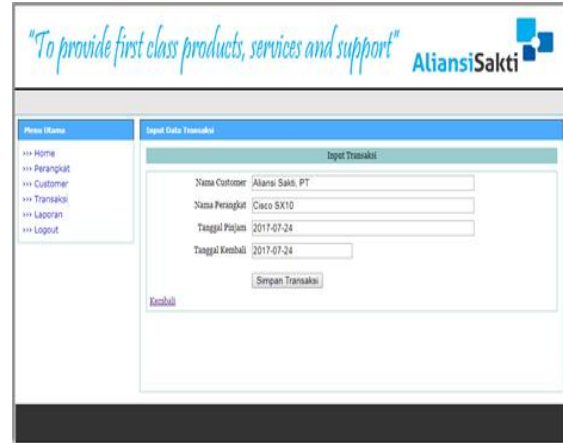 "To provide first class products, services and support"
AliansiSakti
Menu Utama
››› Home
››› Perangkat
››› Customer
››› Transaksi
››› Laporan
››› Logout
Input Data Transaksi
Input Transaksi
Nama Customer Aliansi Sakti, PT
Nama Perangkat Cisco SX10
Tanggal Pinjam 2017-07-24
Tanggal Kembali 2017-07-24
Simpan Transaksi
Kembali